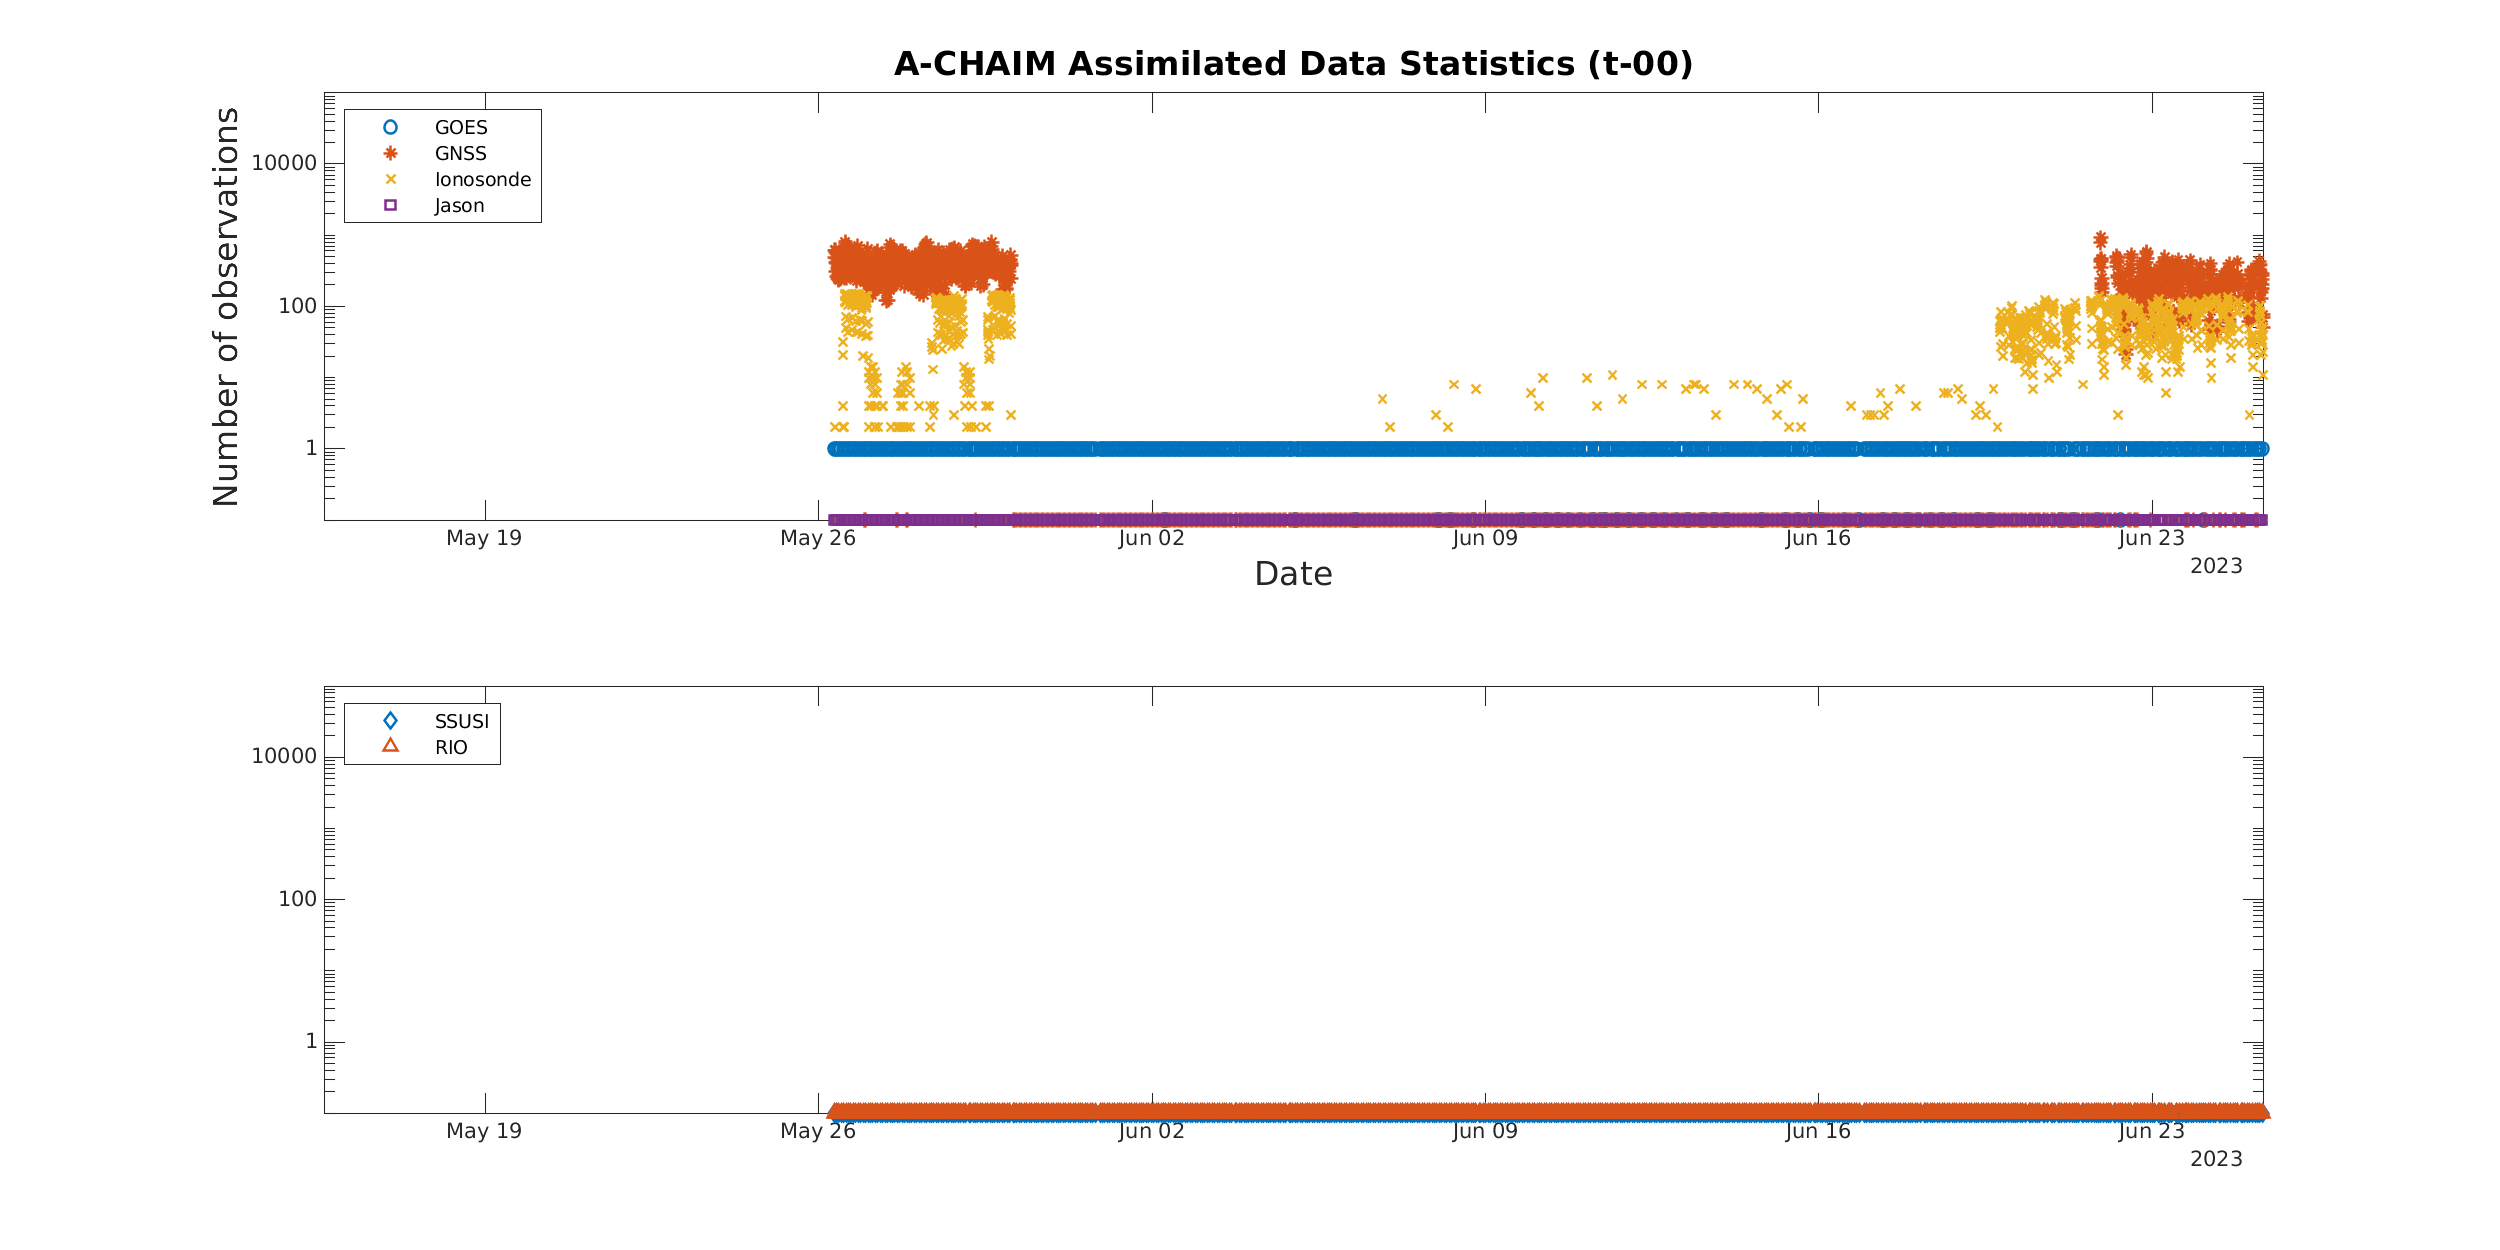 A-CHAIM Assimilated Data Statistics (t-00)
Number of observations
10000
100
1
GOES
GNSS
Ionosonde
Jason
May 19
May 26
Jun 02
Jun 09
Jun 16
Jun 23
2023
Date
10000
100
1
SSUSI
RIO
May 19
May 26
Jun 02
Jun 09
Jun 16
Jun 23
2023